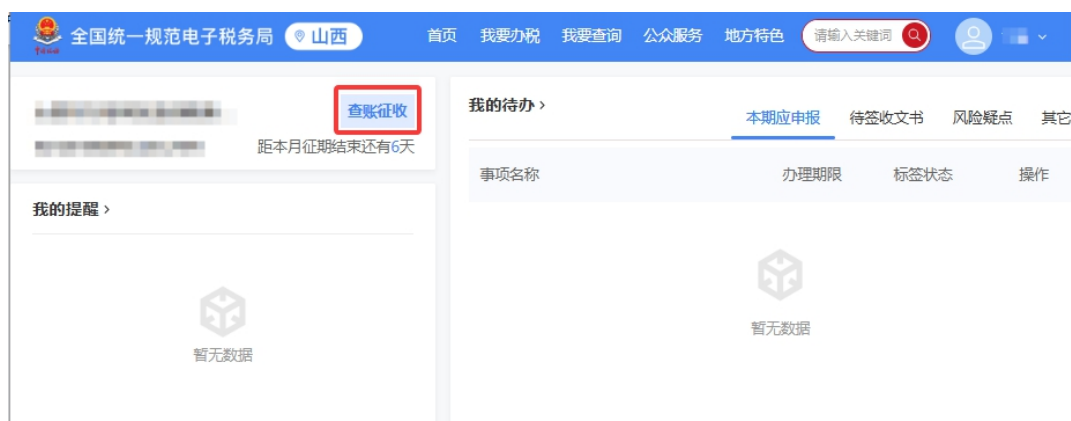 全国统一规范电子税务局 山西 首页 我要办税 我要查询 公众服务 地方特色 请输入关键词
查账征收
距本月征期结束还有6天
我的提醒
暂无数据
我的待办
本期应申报 待签收文书 风险疑点 其它
事项名称 办理期限 标签状态 操作
暂无数据